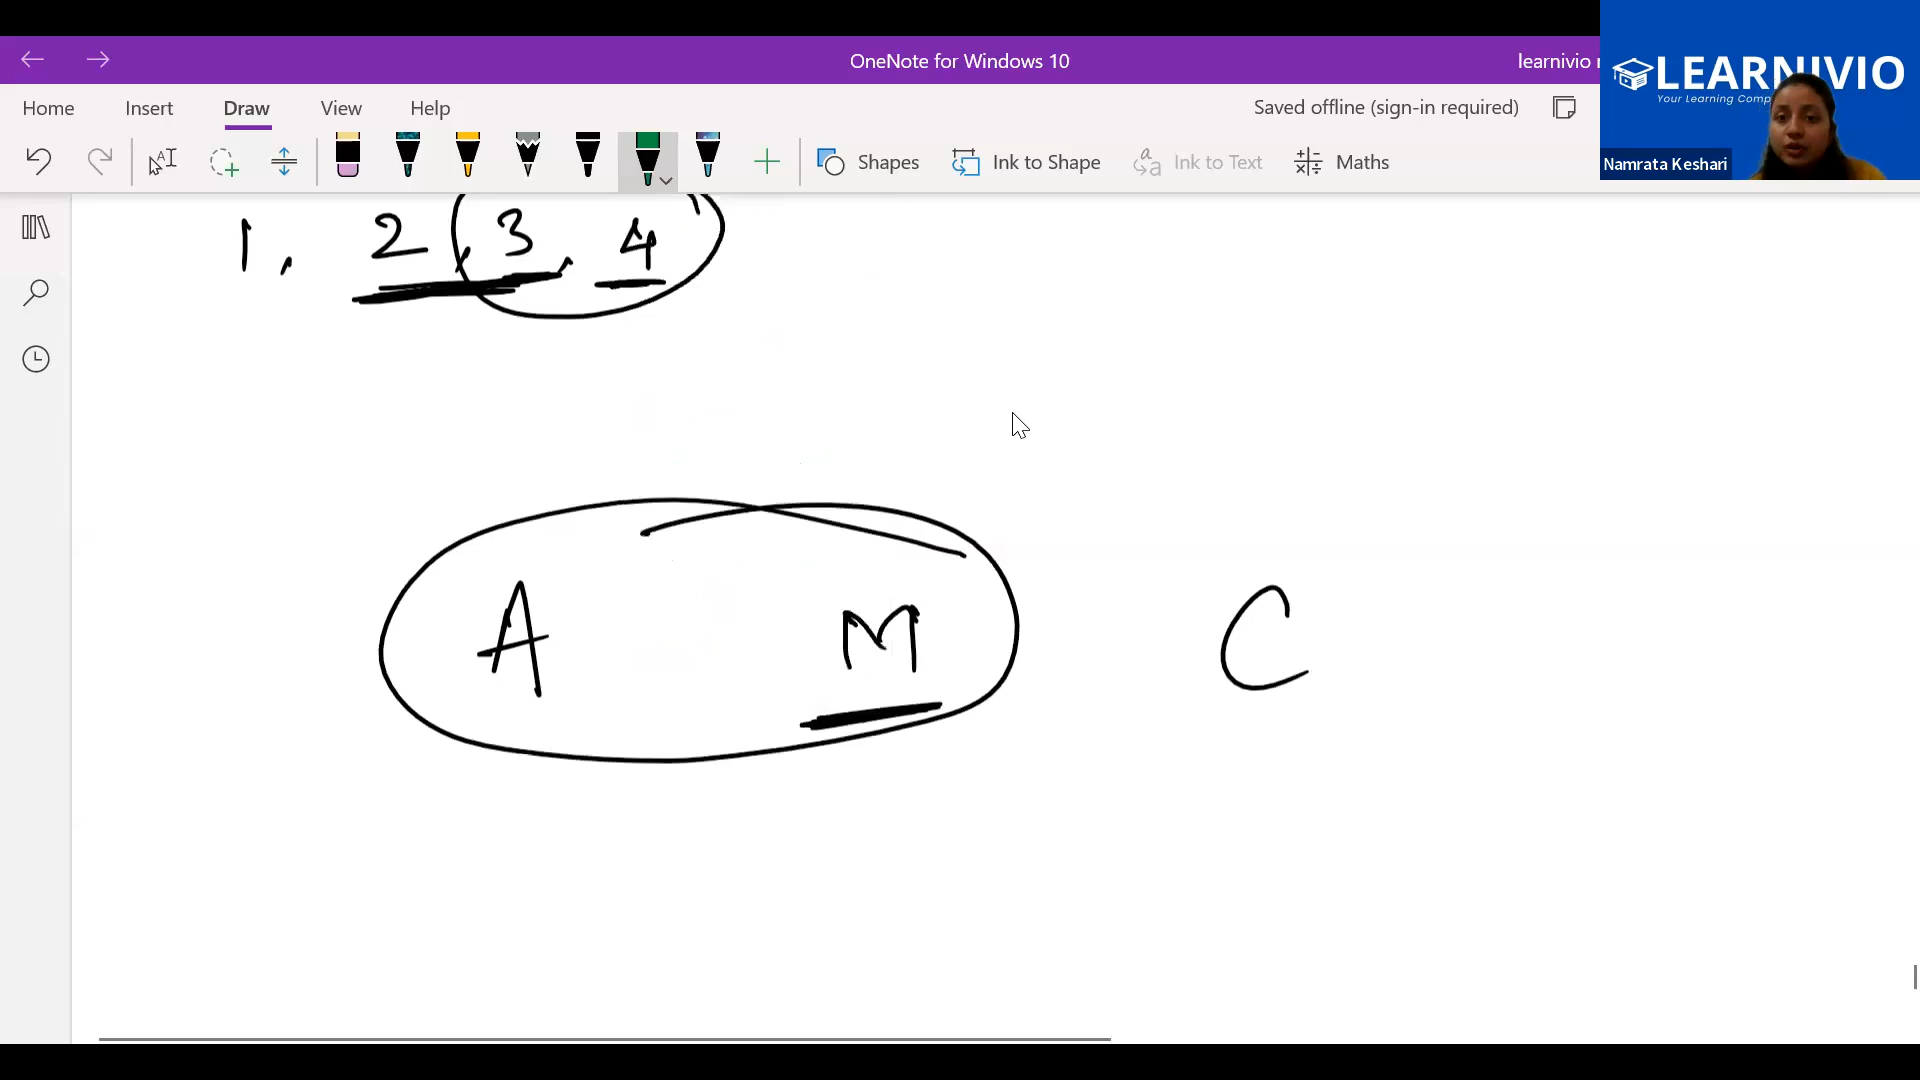 OneNote for Windows 10
learnivio
LEARNIVIO
Your Learning Comp
Home Insert Draw View Help
Saved offline (sign-in required)
Shapes Ink to Shape Ink to Text Maths
Namrata Keshari
1, 2, 3, 4
A M C